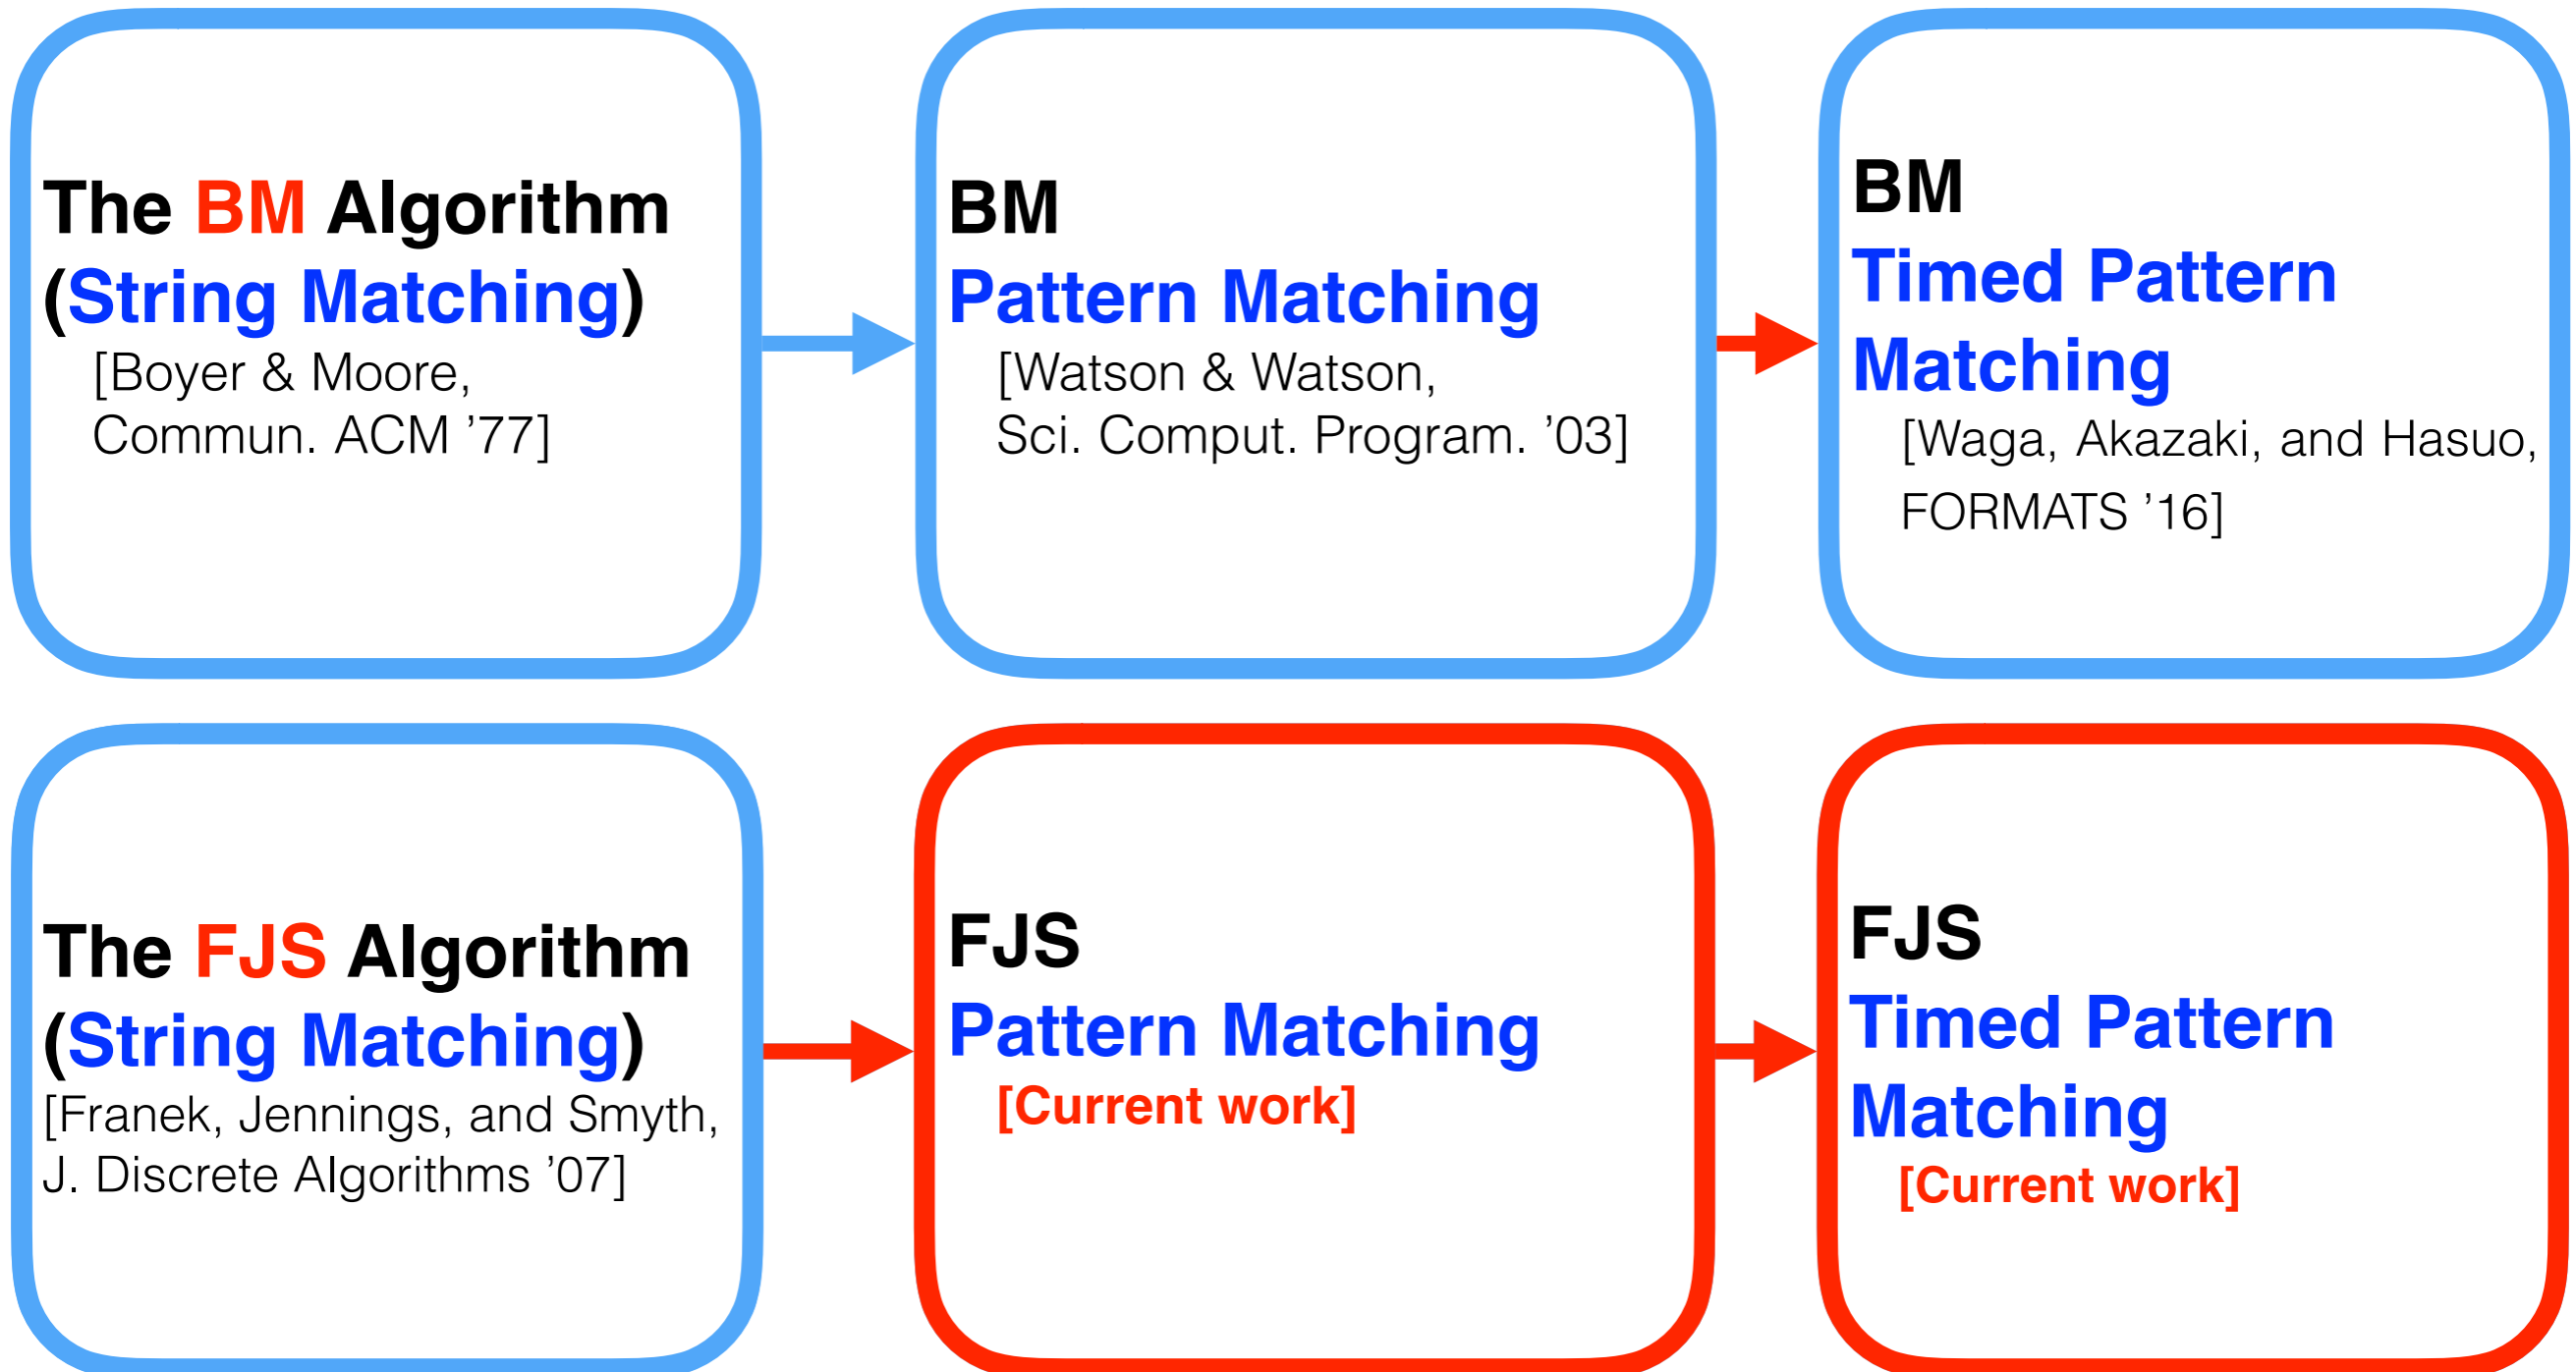 The BM Algorithm
(String Matching)
[Boyer & Moore,
Commun. ACM ’77]
BM
Pattern Matching
[Watson & Watson,
Sci. Comput. Program. ’03]
BM
Timed Pattern
Matching
[Waga, Akazaki, and Hasuo,
FORMATS ’16]
The FJS Algorithm
(String Matching)
[Franek, Jennings, and Smyth,
J. Discrete Algorithms ’07]
FJS
Pattern Matching
[Current work]
FJS
Timed Pattern
Matching
[Current work]